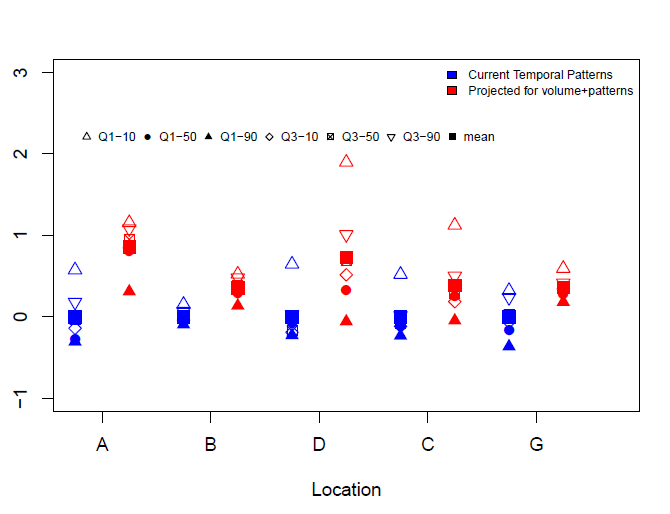 3
Current Temporal Patterns
Projected for volume+patterns
Q1−10 Q1−50 Q1−90 Q3−10 Q3−50 Q3−90 mean
2
1
0
−1
A B D C G
Location